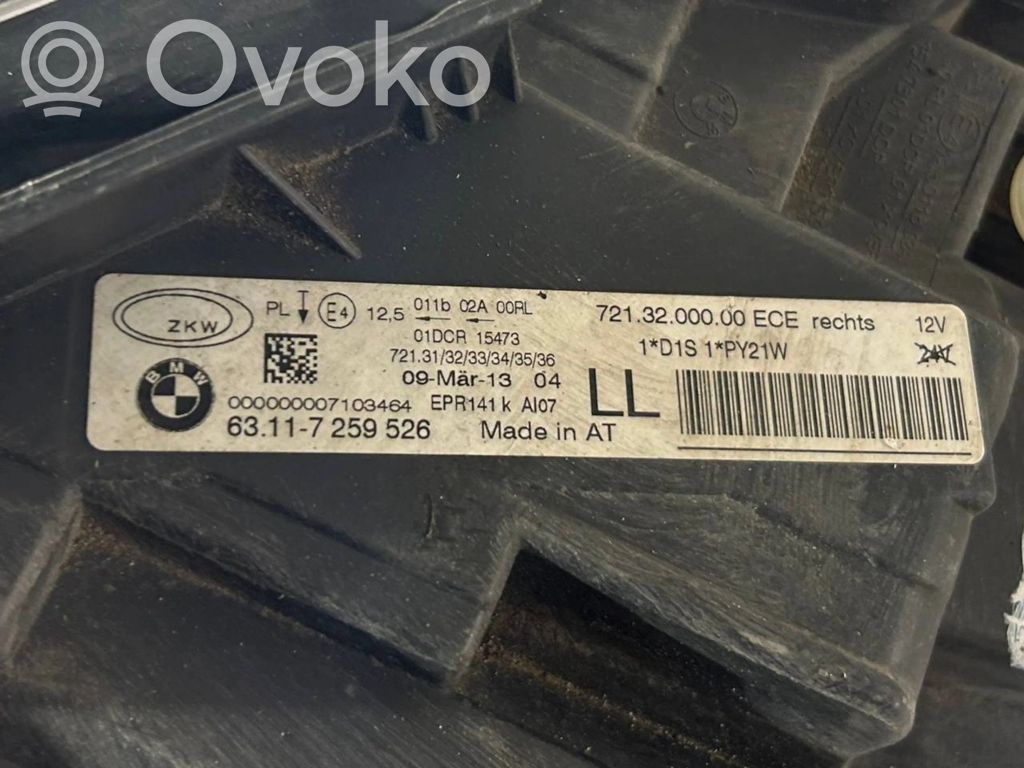 Ovoko
ZKW
PL T E4 12,5 011b 02A 00RL
01DCR 15473
721.31/32/33/34/35/36
09-Mär-13 04
BMW
000000007103464 EPR141 k AI07
63.11-7 259 526 Made in AT
LL
721.32.000.00 ECE rechts 12V
1*D1S 1*PY21W